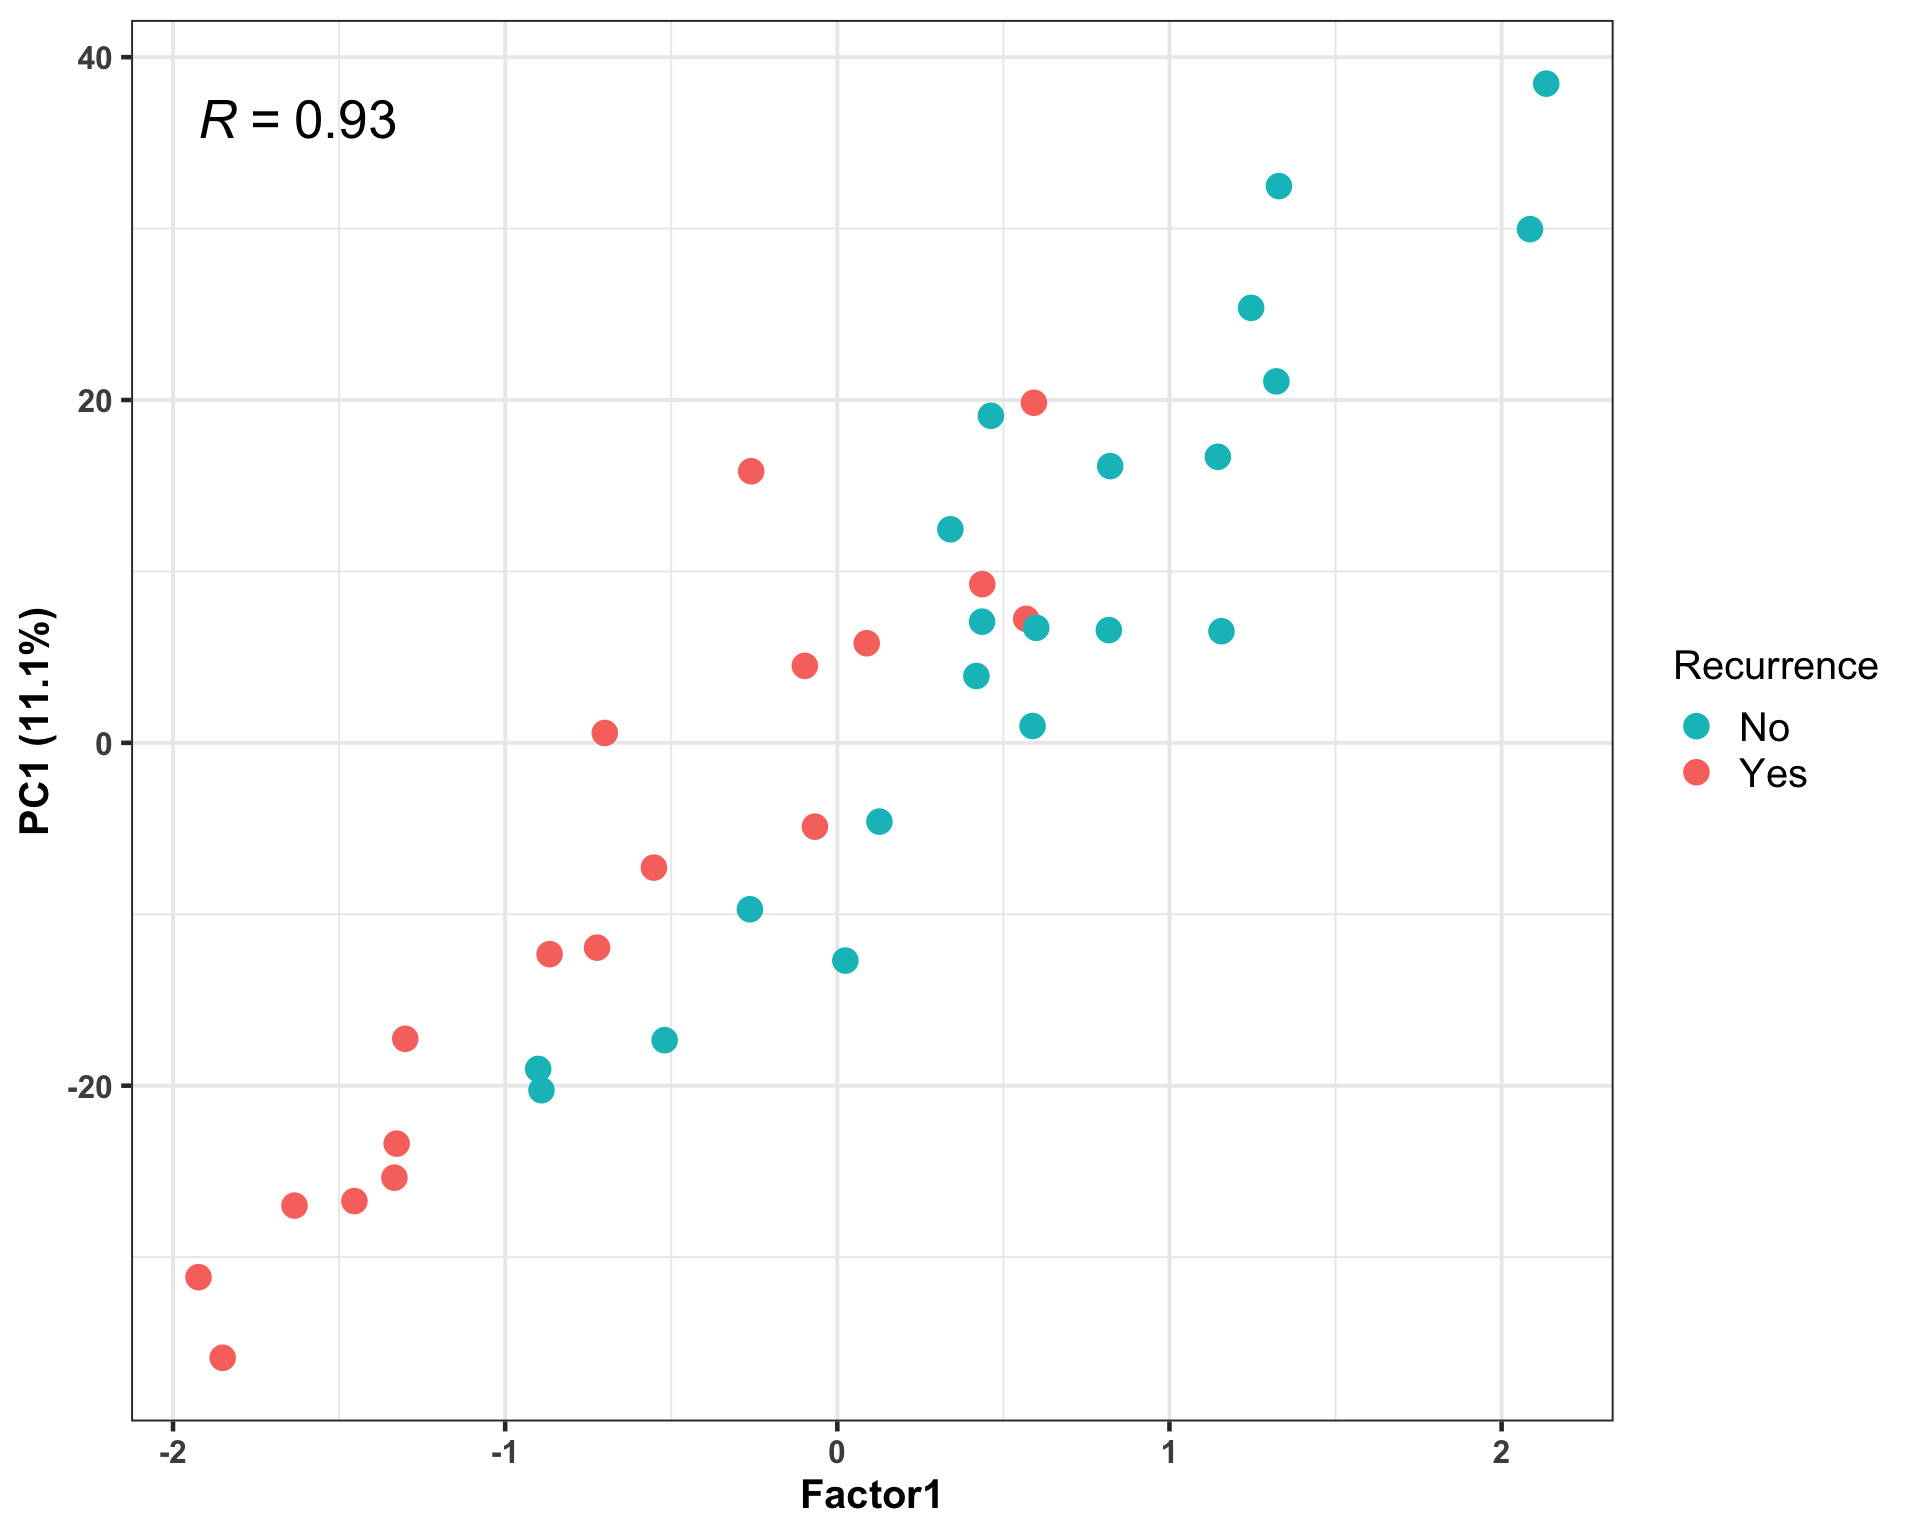 R = 0.93
40
20
0
-20
PC1 (11.1%)
-2
-1
0
1
2
Factor1
Recurrence
No
Yes